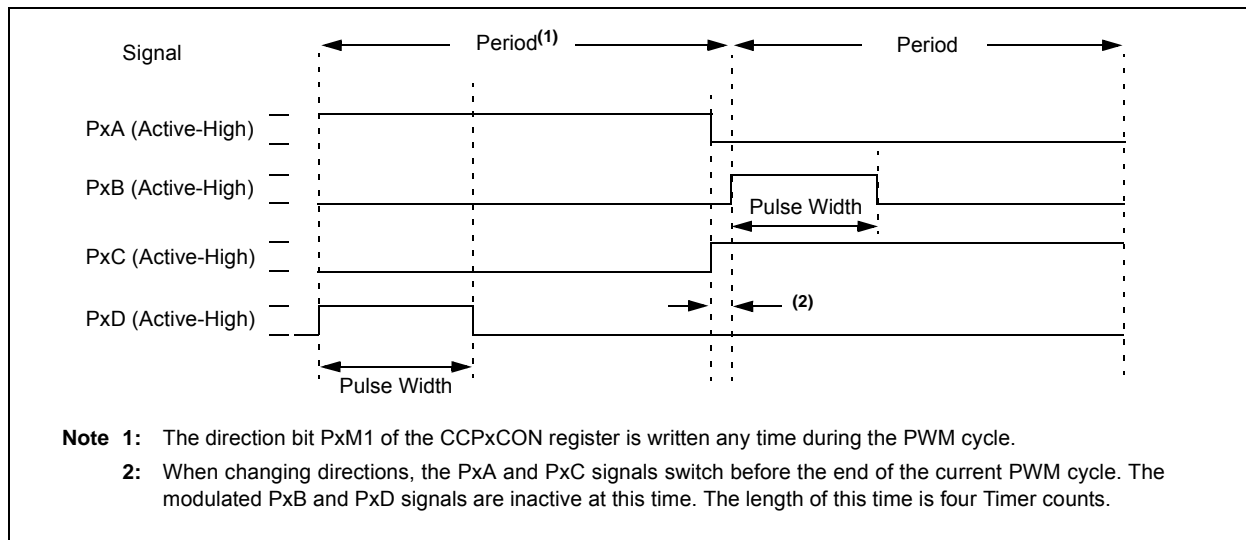 Signal
Period(1)
Period
PxA (Active-High)
PxB (Active-High)
Pulse Width
PxC (Active-High)
(2)
PxD (Active-High)
Pulse Width
Note 1: The direction bit PxM1 of the CCPxCON register is written any time during the PWM cycle.
2: When changing directions, the PxA and PxC signals switch before the end of the current PWM cycle. The
modulated PxB and PxD signals are inactive at this time. The length of this time is four Timer counts.